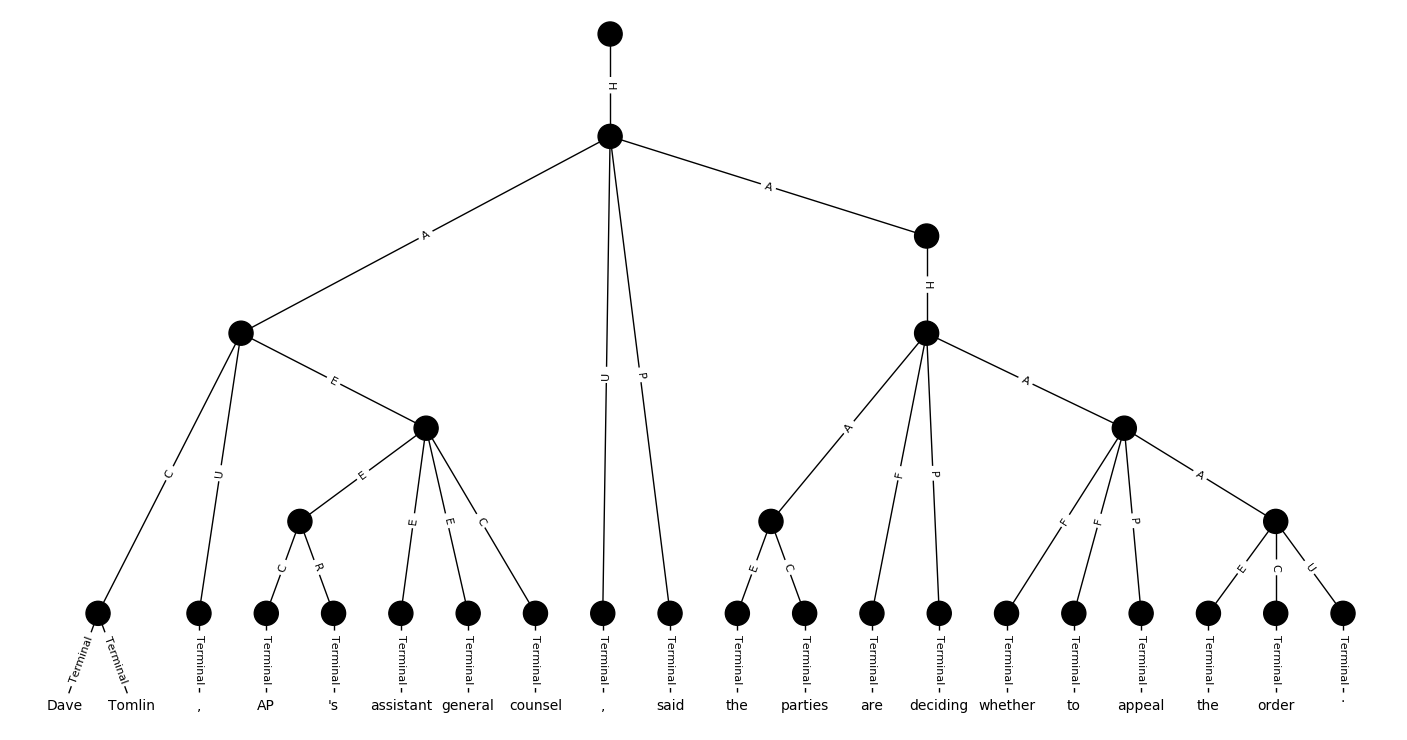 H
A
A
H
A
E
A
C
U
E
U
P
A
F
P
A
E
E
C
F
F
P
C
R
E
C
E
C
U
Terminal Terminal Terminal Terminal Terminal Terminal Terminal Terminal Terminal Terminal Terminal Terminal Terminal Terminal Terminal Terminal Terminal Terminal Terminal Terminal
Dave Tomlin , AP 's assistant general counsel , said the parties are deciding whether to appeal the order .